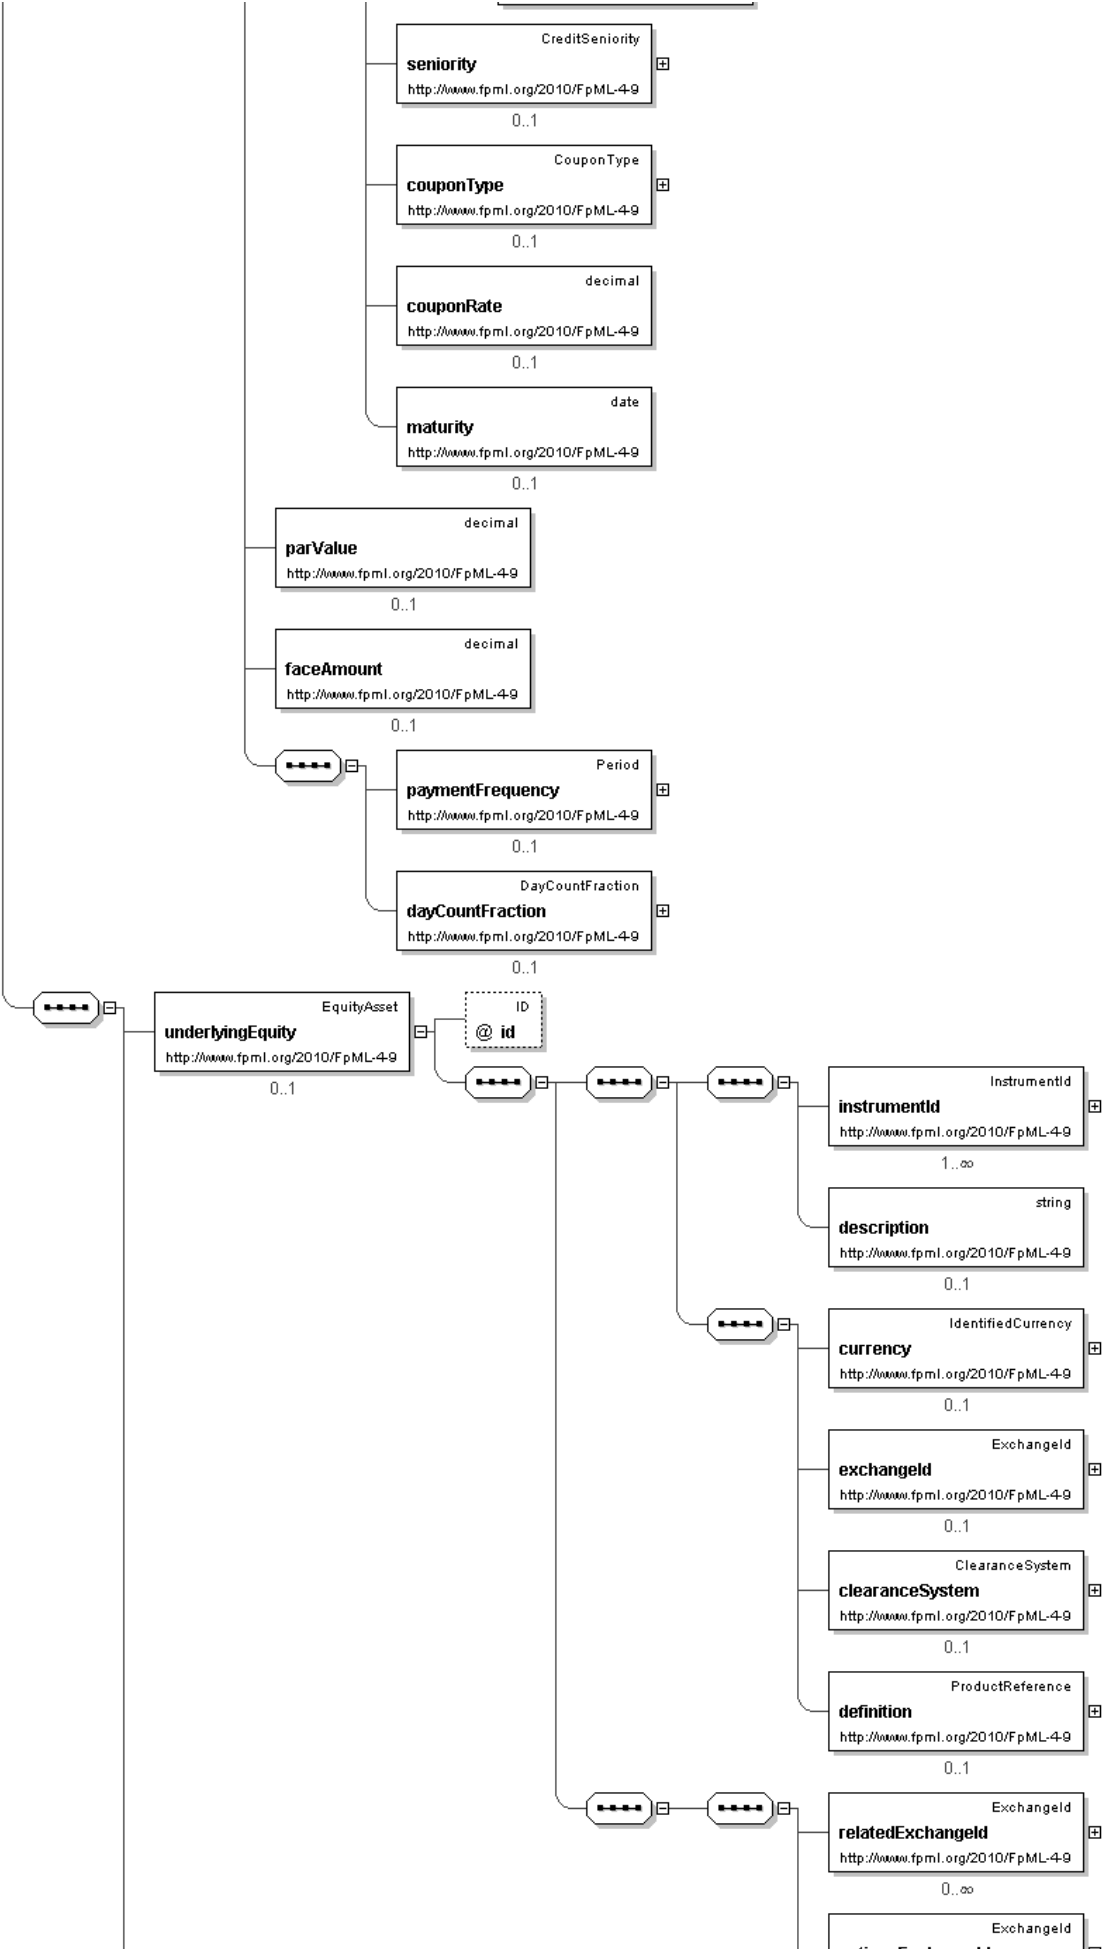 CreditSeniority
seniority
http://www.fpml.org/2010/FpML-4-9
0..1
CouponType
couponType
http://www.fpml.org/2010/FpML-4-9
0..1
decimal
couponRate
http://www.fpml.org/2010/FpML-4-9
0..1
date
maturity
http://www.fpml.org/2010/FpML-4-9
0..1
decimal
parValue
http://www.fpml.org/2010/FpML-4-9
0..1
decimal
faceAmount
http://www.fpml.org/2010/FpML-4-9
0..1
Period
paymentFrequency
http://www.fpml.org/2010/FpML-4-9
0..1
DayCountFraction
dayCountFraction
http://www.fpml.org/2010/FpML-4-9
0..1
EquityAsset
underlyingEquity
http://www.fpml.org/2010/FpML-4-9
0..1
ID
@ id
InstrumentId
instrumentId
http://www.fpml.org/2010/FpML-4-9
1..∞
string
description
http://www.fpml.org/2010/FpML-4-9
0..1
IdentifiedCurrency
currency
http://www.fpml.org/2010/FpML-4-9
0..1
ExchangeId
exchangeId
http://www.fpml.org/2010/FpML-4-9
0..1
ClearanceSystem
clearanceSystem
http://www.fpml.org/2010/FpML-4-9
0..1
ProductReference
definition
http://www.fpml.org/2010/FpML-4-9
0..1
ExchangeId
relatedExchangeId
http://www.fpml.org/2010/FpML-4-9
0..∞
ExchangeId